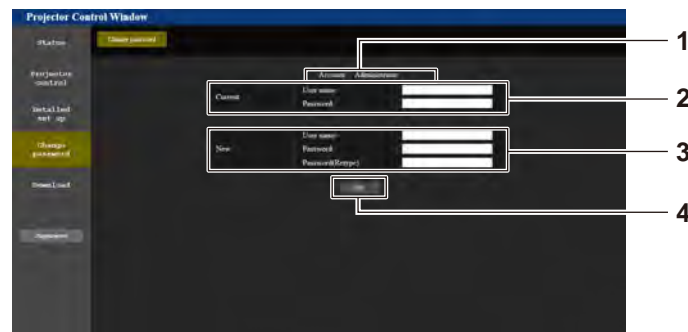 Projector Control Window
Status
Change password
1
Projector
control
Account Administrator
Current
User name
Password
2
Detailed
set up
Change
password
New
User name
Password
Password(Retype)
3
Download
4